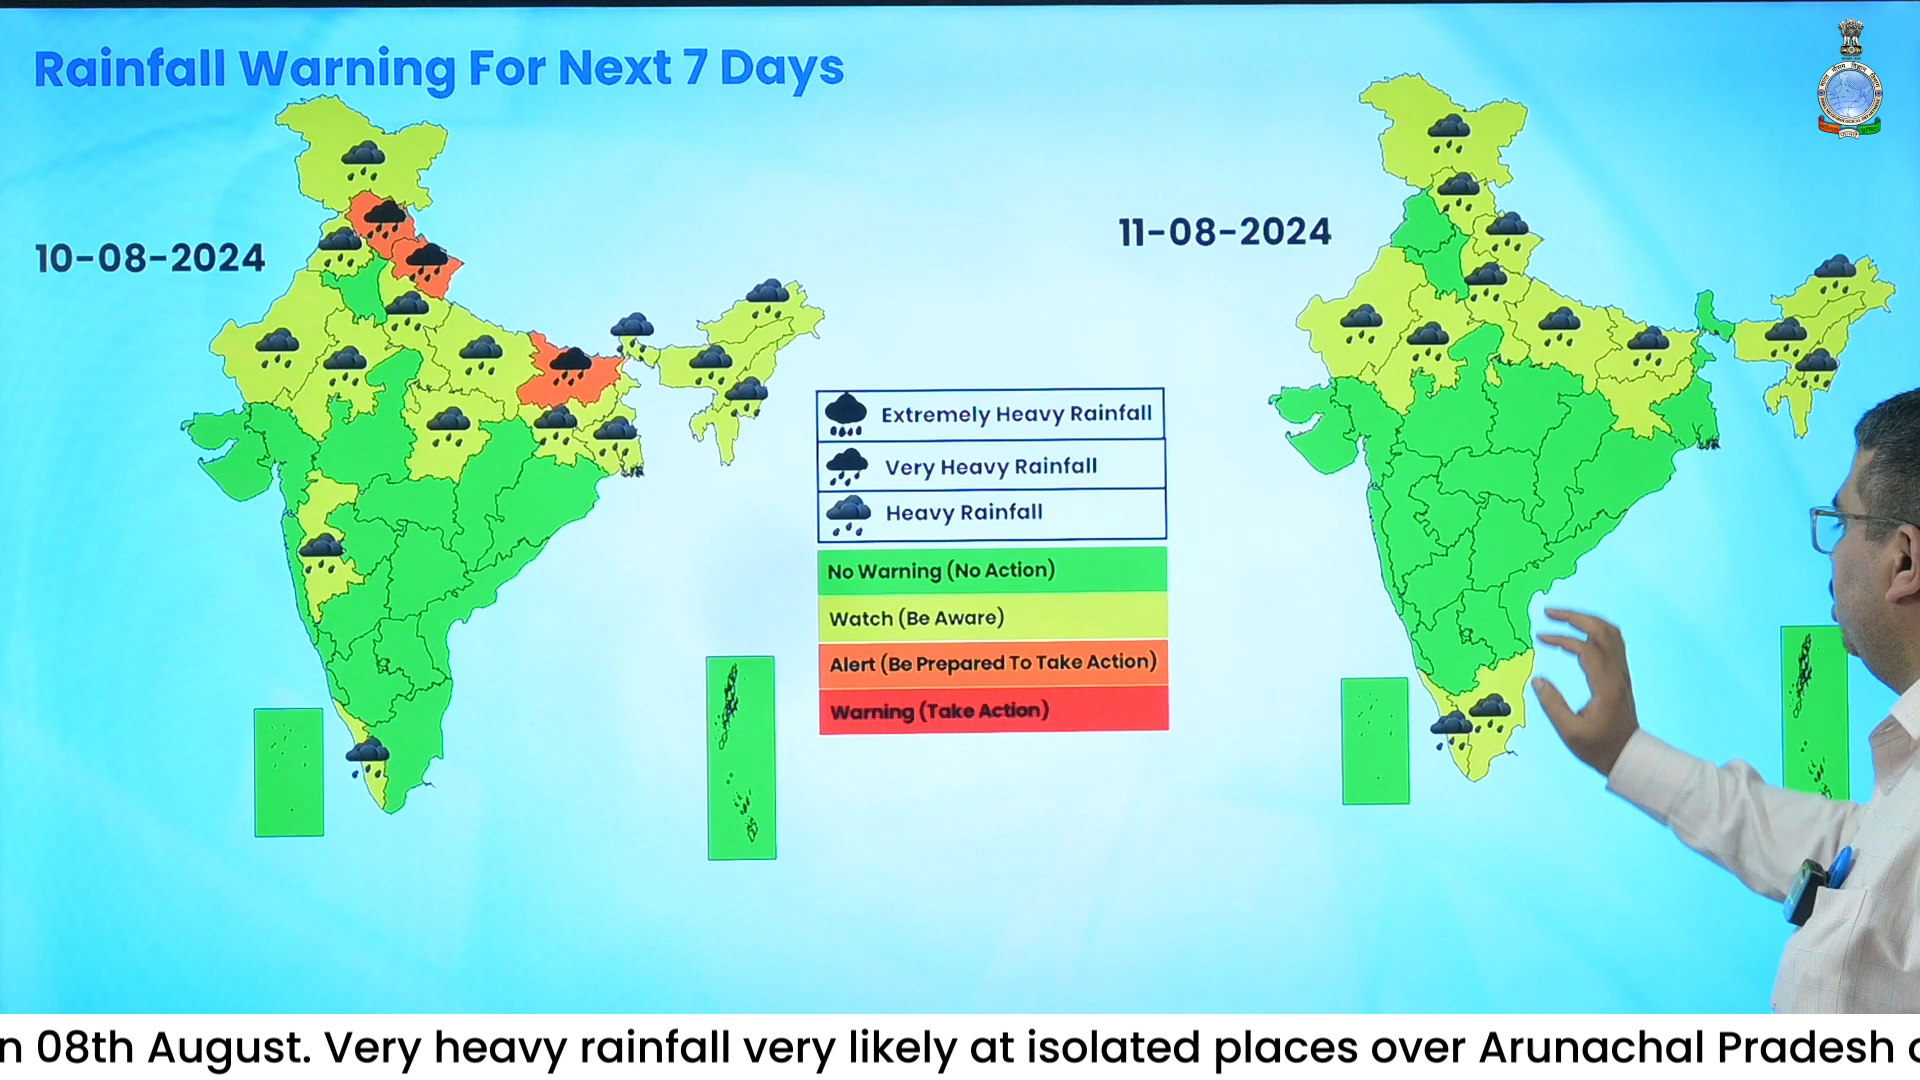 Rainfall Warning For Next 7 Days
10-08-2024
11-08-2024
Extremely Heavy Rainfall
Very Heavy Rainfall
Heavy Rainfall
No Warning (No Action)
Watch (Be Aware)
Alert (Be Prepared To Take Action)
Warning (Take Action)
n 08th August. Very heavy rainfall very likely at isolated places over Arunachal Pradesh